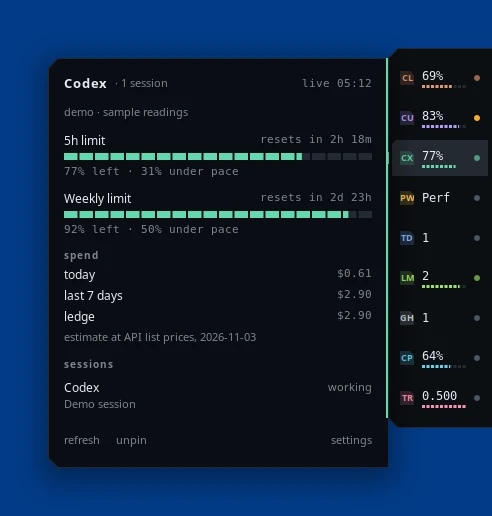 Codex · 1 session live 05:12
demo · sample readings
5h limit resets in 2h 18m
77% left · 31% under pace
Weekly limit resets in 2d 23h
92% left · 50% under pace
spend
today $0.61
last 7 days $2.90
ledge $2.90
estimate at API list prices, 2026-11-03
sessions
Codex working
Demo session
refresh unpin settings
CL 69%
CU 83%
CX 77%
PW Perf
TD 1
LM 2
GH 1
CP 64%
TR 0.500